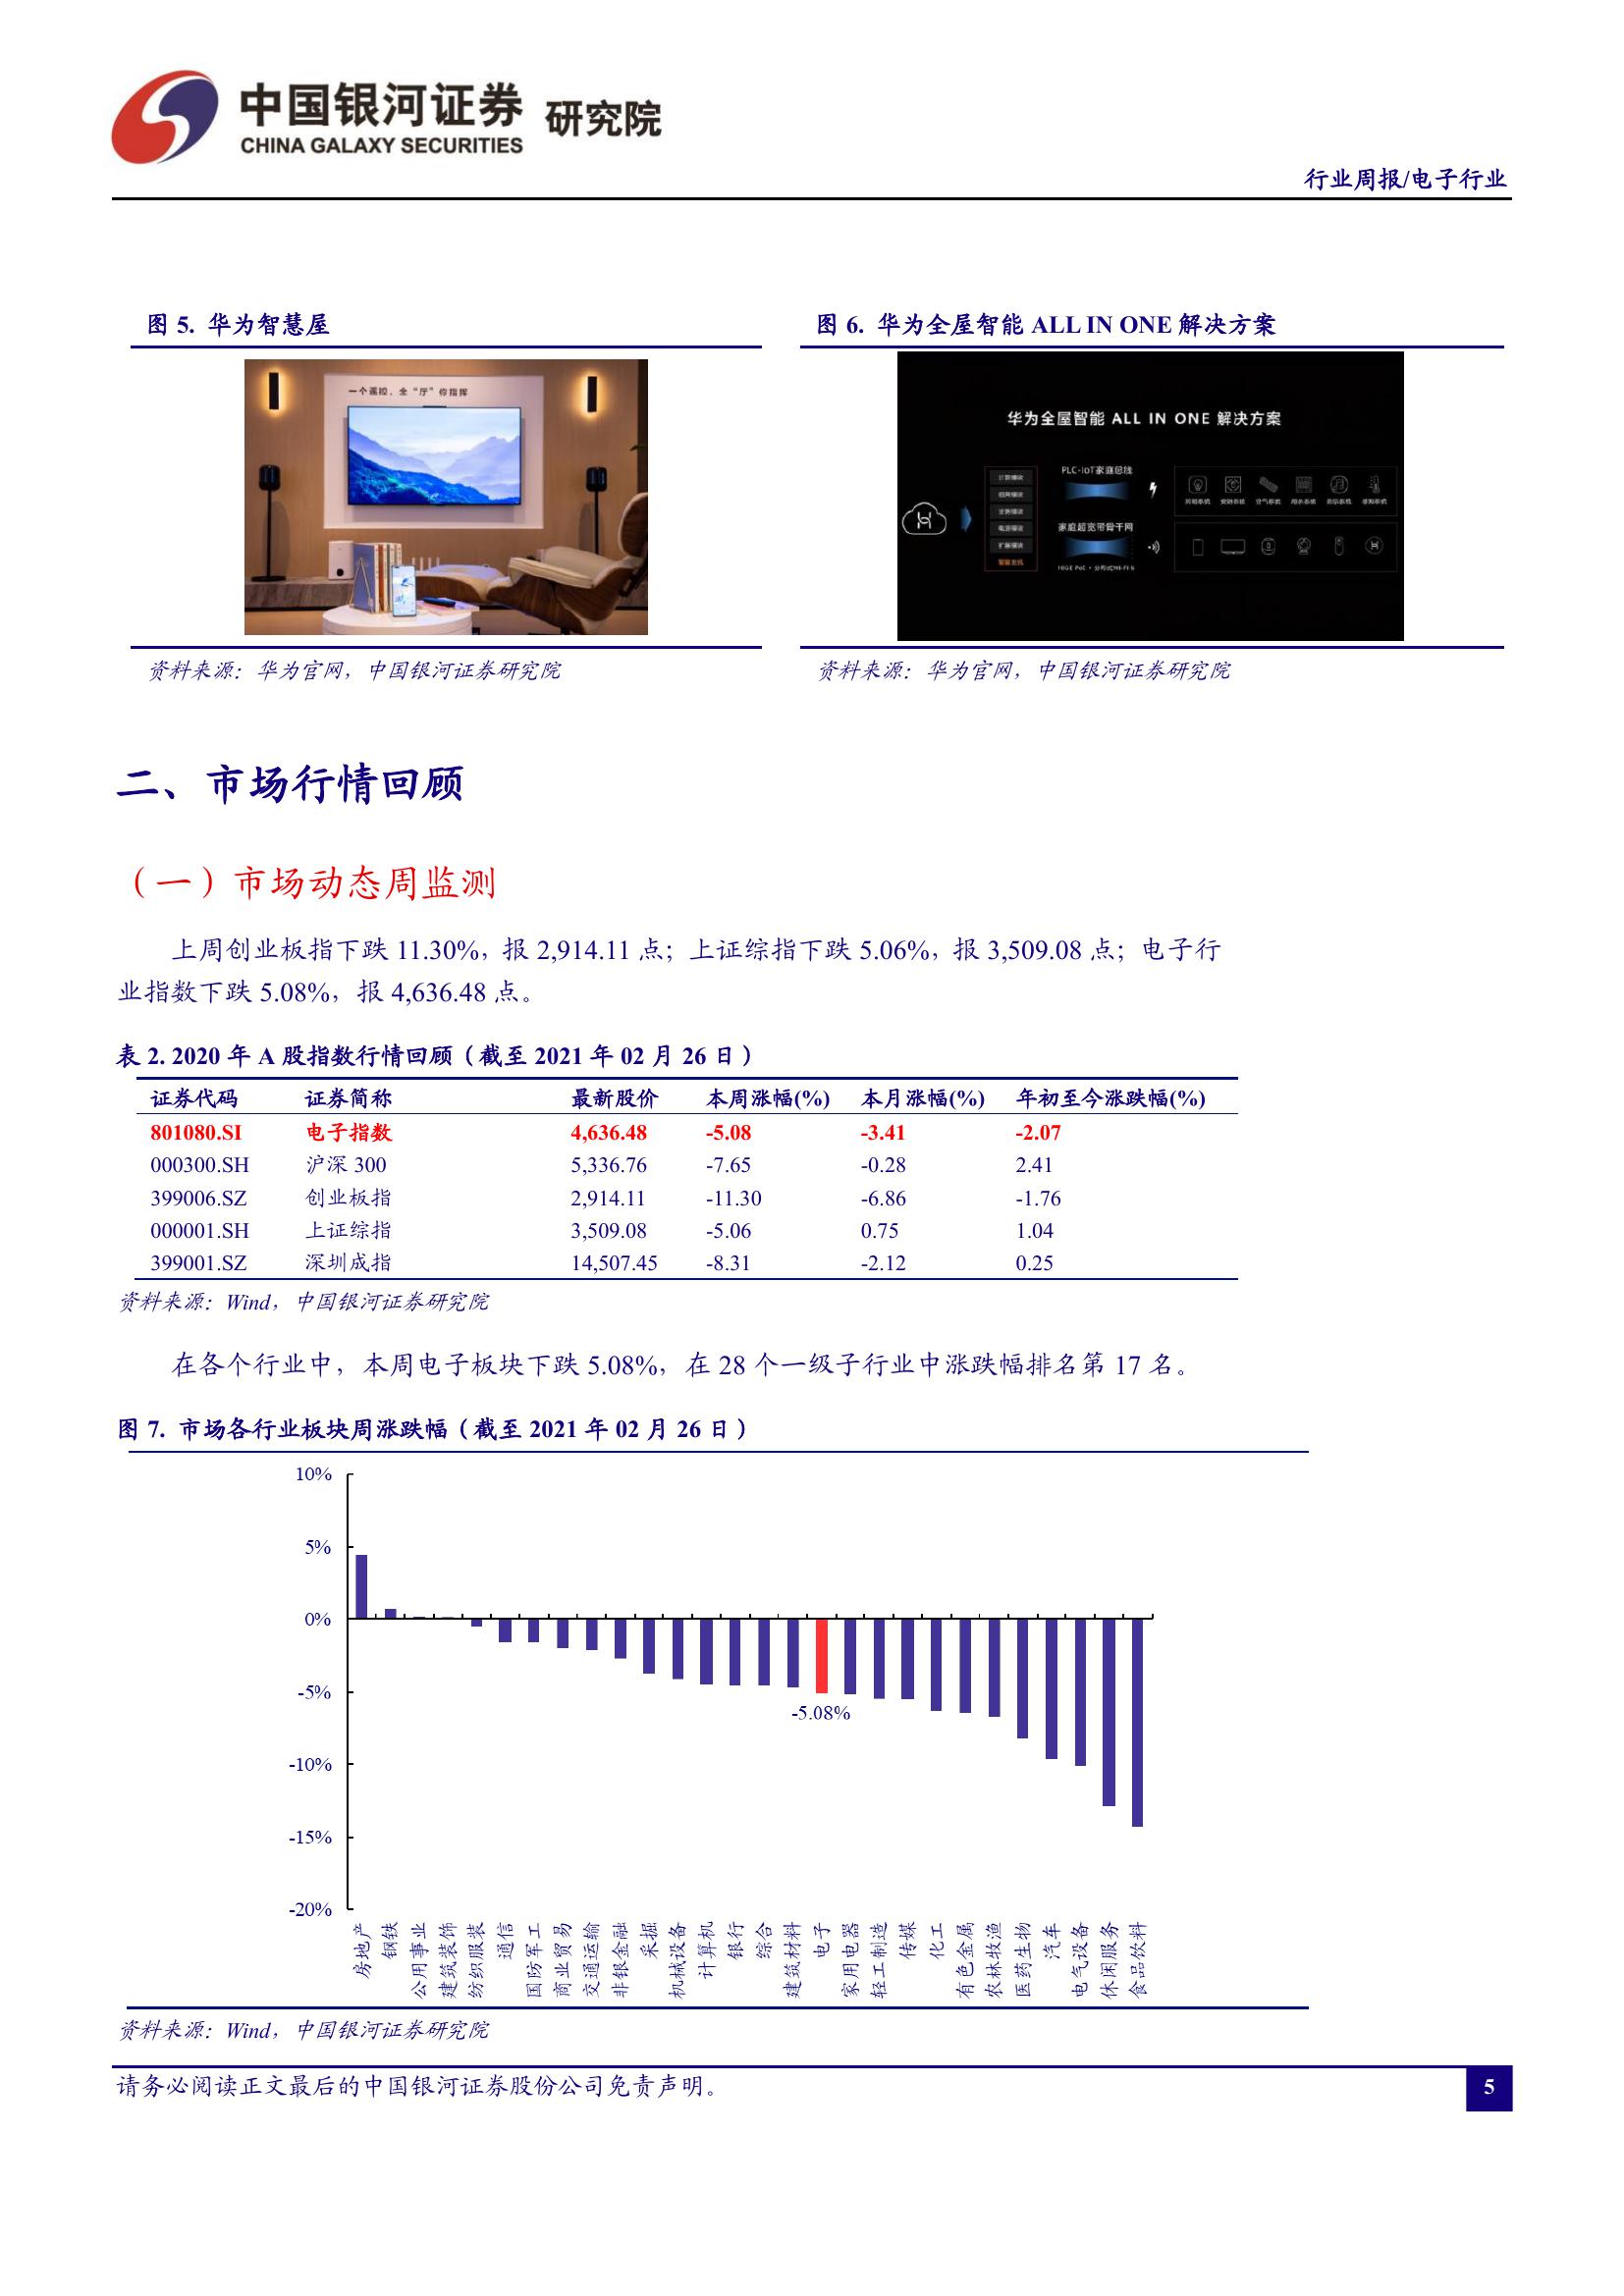 中国银河证券 研究院
CHINA GALAXY SECURITIES
行业周报/电子行业
图 5. 华为智慧屋
图 6. 华为全屋智能 ALL IN ONE 解决方案
一个遥控，全“厅”你指挥
华为全屋智能 ALL IN ONE 解决方案
PLC-IoT家庭总线
家庭超宽带骨干网
资料来源：华为官网，中国银河证券研究院
资料来源：华为官网，中国银河证券研究院
二、市场行情回顾
（一）市场动态周监测
上周创业板指下跌 11.30%，报 2,914.11 点；上证综指下跌 5.06%，报 3,509.08 点；电子行
业指数下跌 5.08%，报 4,636.48 点。
表 2. 2020 年 A 股指数行情回顾（截至 2021 年 02 月 26 日）
证券代码 证券简称 最新股价 本周涨幅(%) 本月涨幅(%) 年初至今涨跌幅(%)
801080.SI 电子指数 4,636.48 -5.08 -3.41 -2.07
000300.SH 沪深 300 5,336.76 -7.65 -0.28 2.41
399006.SZ 创业板指 2,914.11 -11.30 -6.86 -1.76
000001.SH 上证综指 3,509.08 -5.06 0.75 1.04
399001.SZ 深圳成指 14,507.45 -8.31 -2.12 0.25
资料来源：Wind，中国银河证券研究院
在各个行业中，本周电子板块下跌 5.08%，在 28 个一级子行业中涨跌幅排名第 17 名。
图 7. 市场各行业板块周涨跌幅（截至 2021 年 02 月 26 日）
10%
5%
0%
-5%
-5.08%
-10%
-15%
-20%
房地产
钢铁
公用事业
建筑装饰
纺织服装
通信
国防军工
商业贸易
交通运输
非银金融
采掘
机械设备
计算机
银行
综合
建筑材料
电子
家用电器
轻工制造
传媒
化工
有色金属
农林牧渔
医药生物
汽车
电气设备
休闲服务
食品饮料
资料来源：Wind，中国银河证券研究院
请务必阅读正文最后的中国银河证券股份公司免责声明。
5